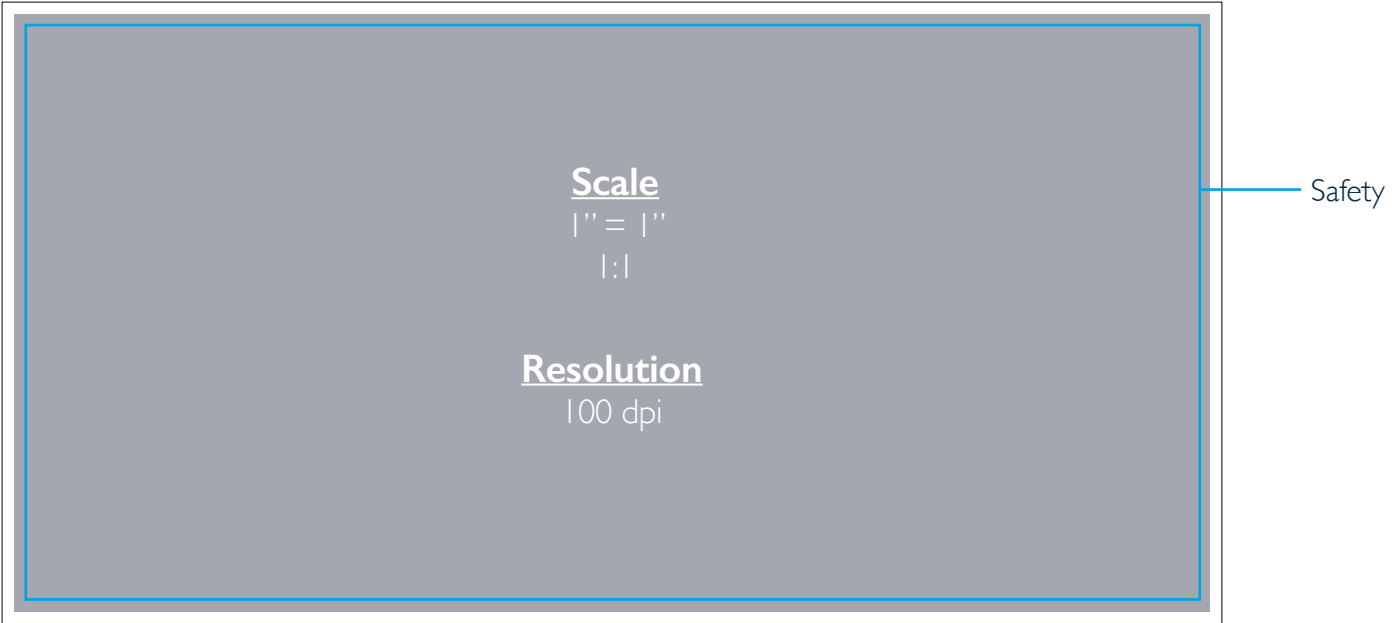 Scale
1” = 1”
1:1
Resolution
100 dpi
Safety